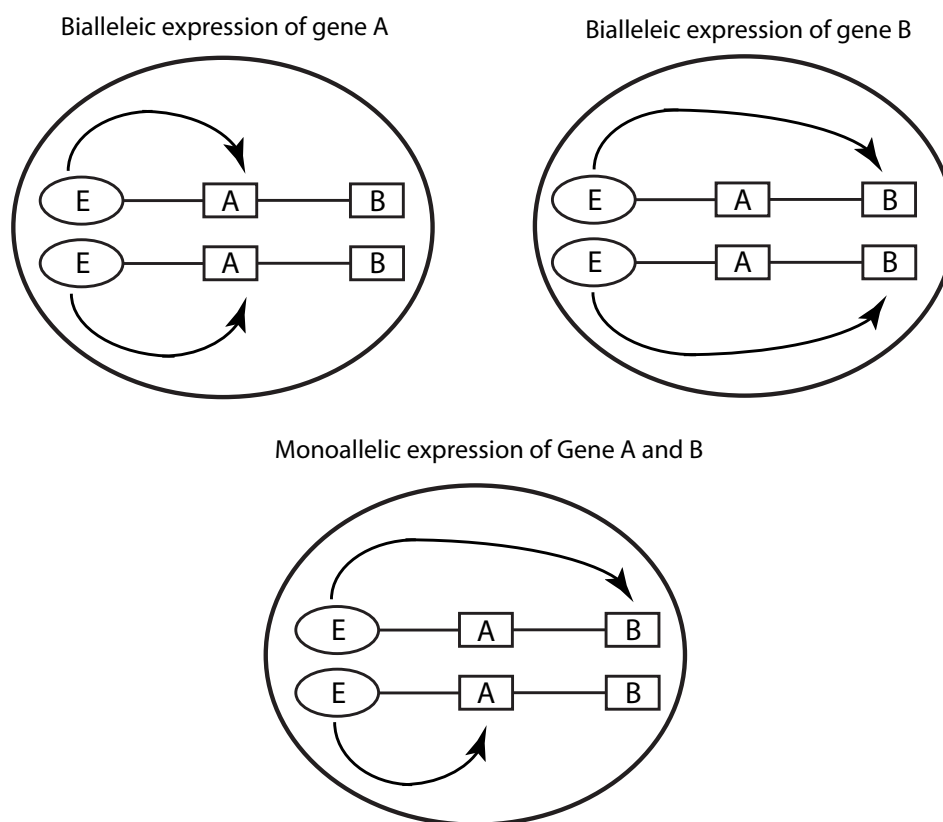 Bialleleic expression of gene A
Bialleleic expression of gene B
E A B
E A B
E A B
E A B
Monoallelic expression of Gene A and B
E A B
E A B